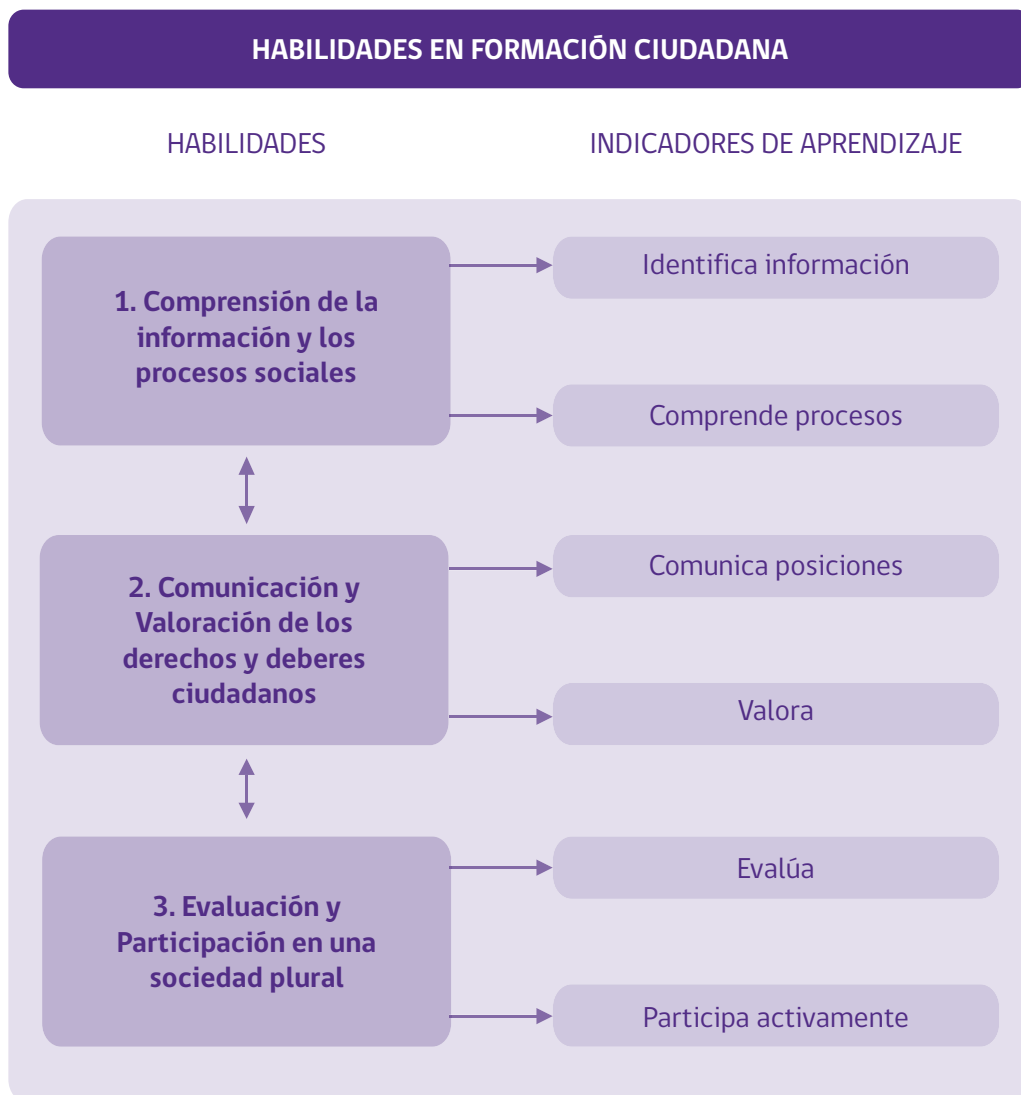 HABILIDADES EN FORMACIÓN CIUDADANA
HABILIDADES
INDICADORES DE APRENDIZAJE
1. Comprensión de la
información y los
procesos sociales
Identifica información
Comprende procesos
2. Comunicación y
Valoración de los
derechos y deberes
ciudadanos
Comunica posiciones
Valora
3. Evaluación y
Participación en una
sociedad plural
Evalúa
Participa activamente